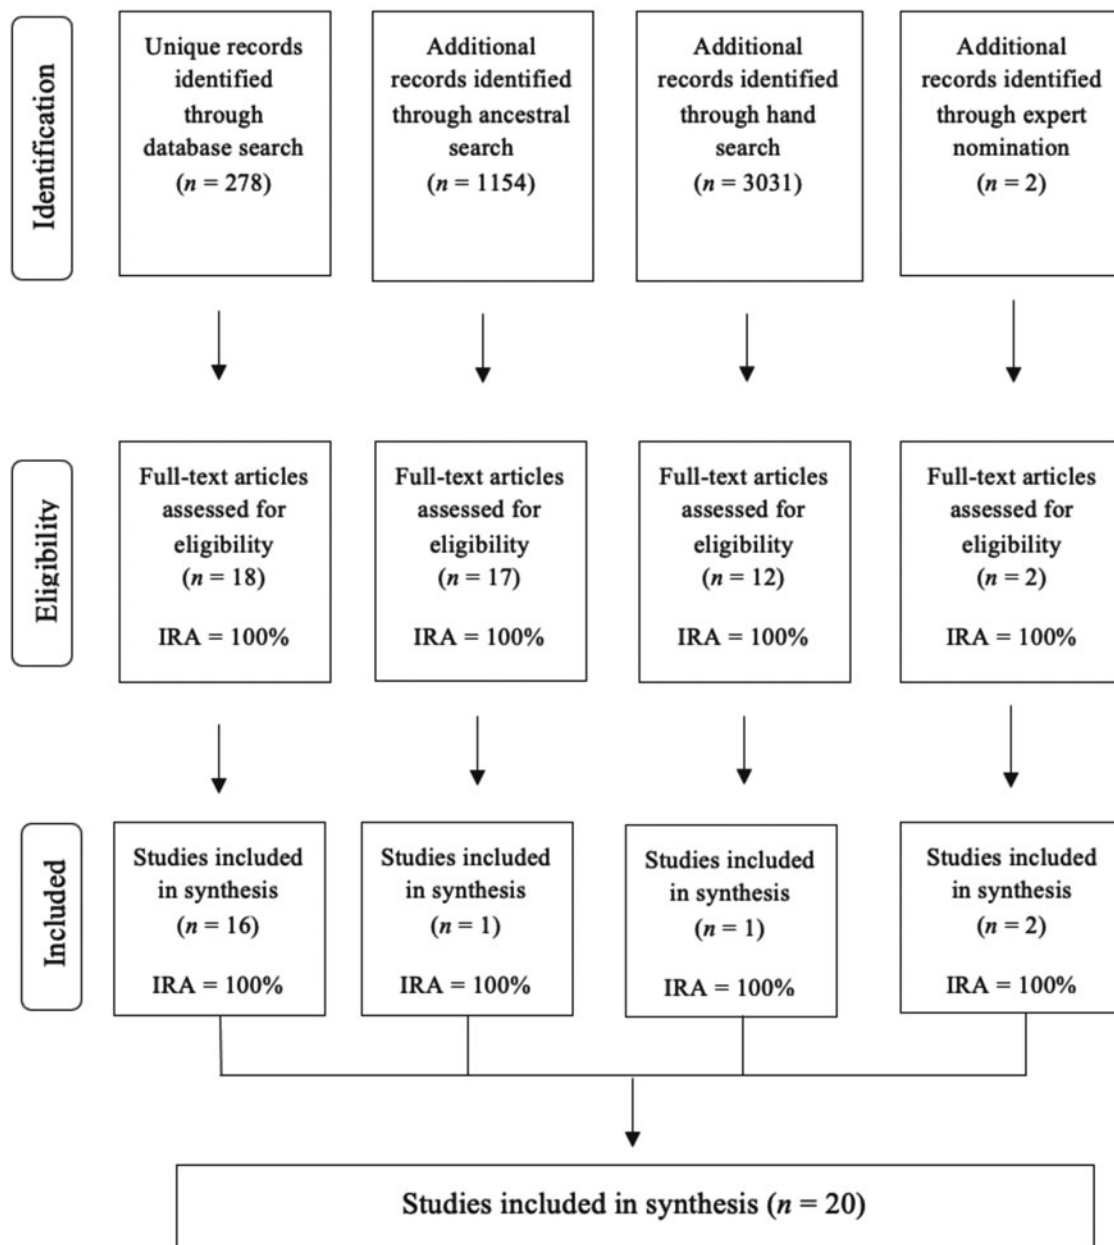 Identification
Unique records
identified
through
database search
(n = 278)
Additional
records identified
through ancestral
search
(n = 1154)
Additional
records identified
through hand
search
(n = 3031)
Additional
records identified
through expert
nomination
(n = 2)
Eligibility
Full-text articles
assessed for
eligibility
(n = 18)
IRA = 100%
Full-text articles
assessed for
eligibility
(n = 17)
IRA = 100%
Full-text articles
assessed for
eligibility
(n = 12)
IRA = 100%
Full-text articles
assessed for
eligibility
(n = 2)
IRA = 100%
Included
Studies included
in synthesis
(n = 16)
IRA = 100%
Studies included
in synthesis
(n = 1)
IRA = 100%
Studies included
in synthesis
(n = 1)
IRA = 100%
Studies included
in synthesis
(n = 2)
IRA = 100%
Studies included in synthesis (n = 20)